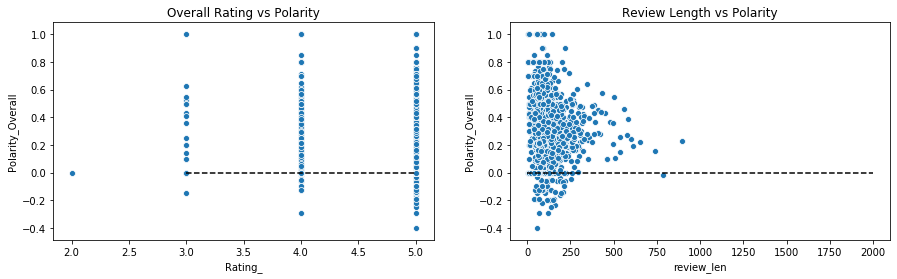 Overall Rating vs Polarity
Polarity_Overall
1.0
0.8
0.6
0.4
0.2
0.0
−0.2
−0.4
2.0 2.5 3.0 3.5 4.0 4.5 5.0
Rating_
Review Length vs Polarity
Polarity_Overall
1.0
0.8
0.6
0.4
0.2
0.0
−0.2
−0.4
0 250 500 750 1000 1250 1500 1750 2000
review_len